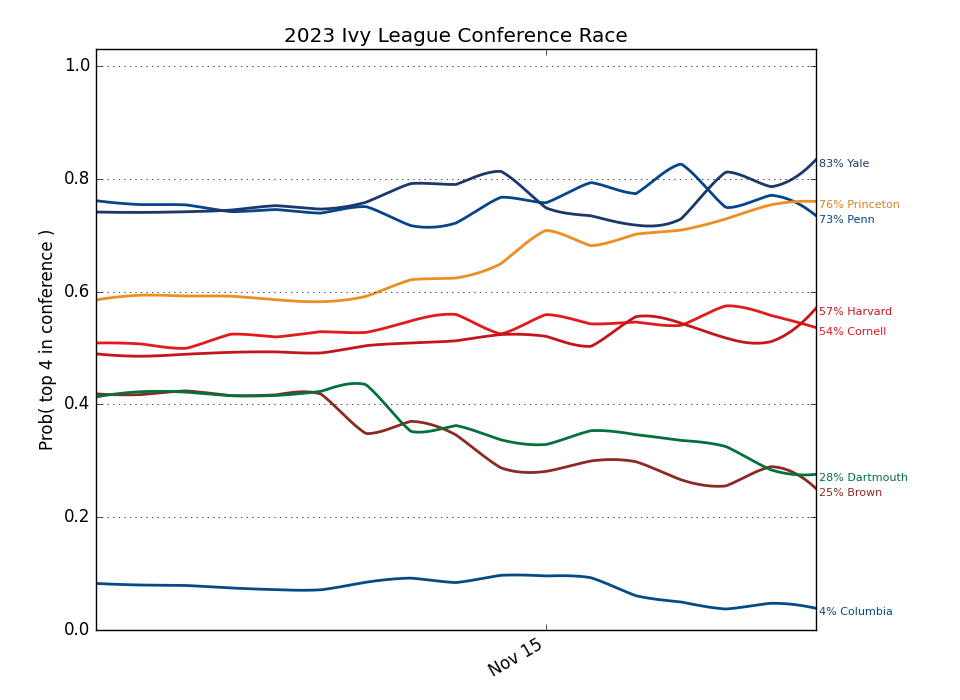 2023 Ivy League Conference Race
1.0
0.8
0.6
0.4
0.2
0.0
Prob( top 4 in conference )
Nov 15
83% Yale
76% Princeton
73% Penn
57% Harvard
54% Cornell
28% Dartmouth
25% Brown
4% Columbia